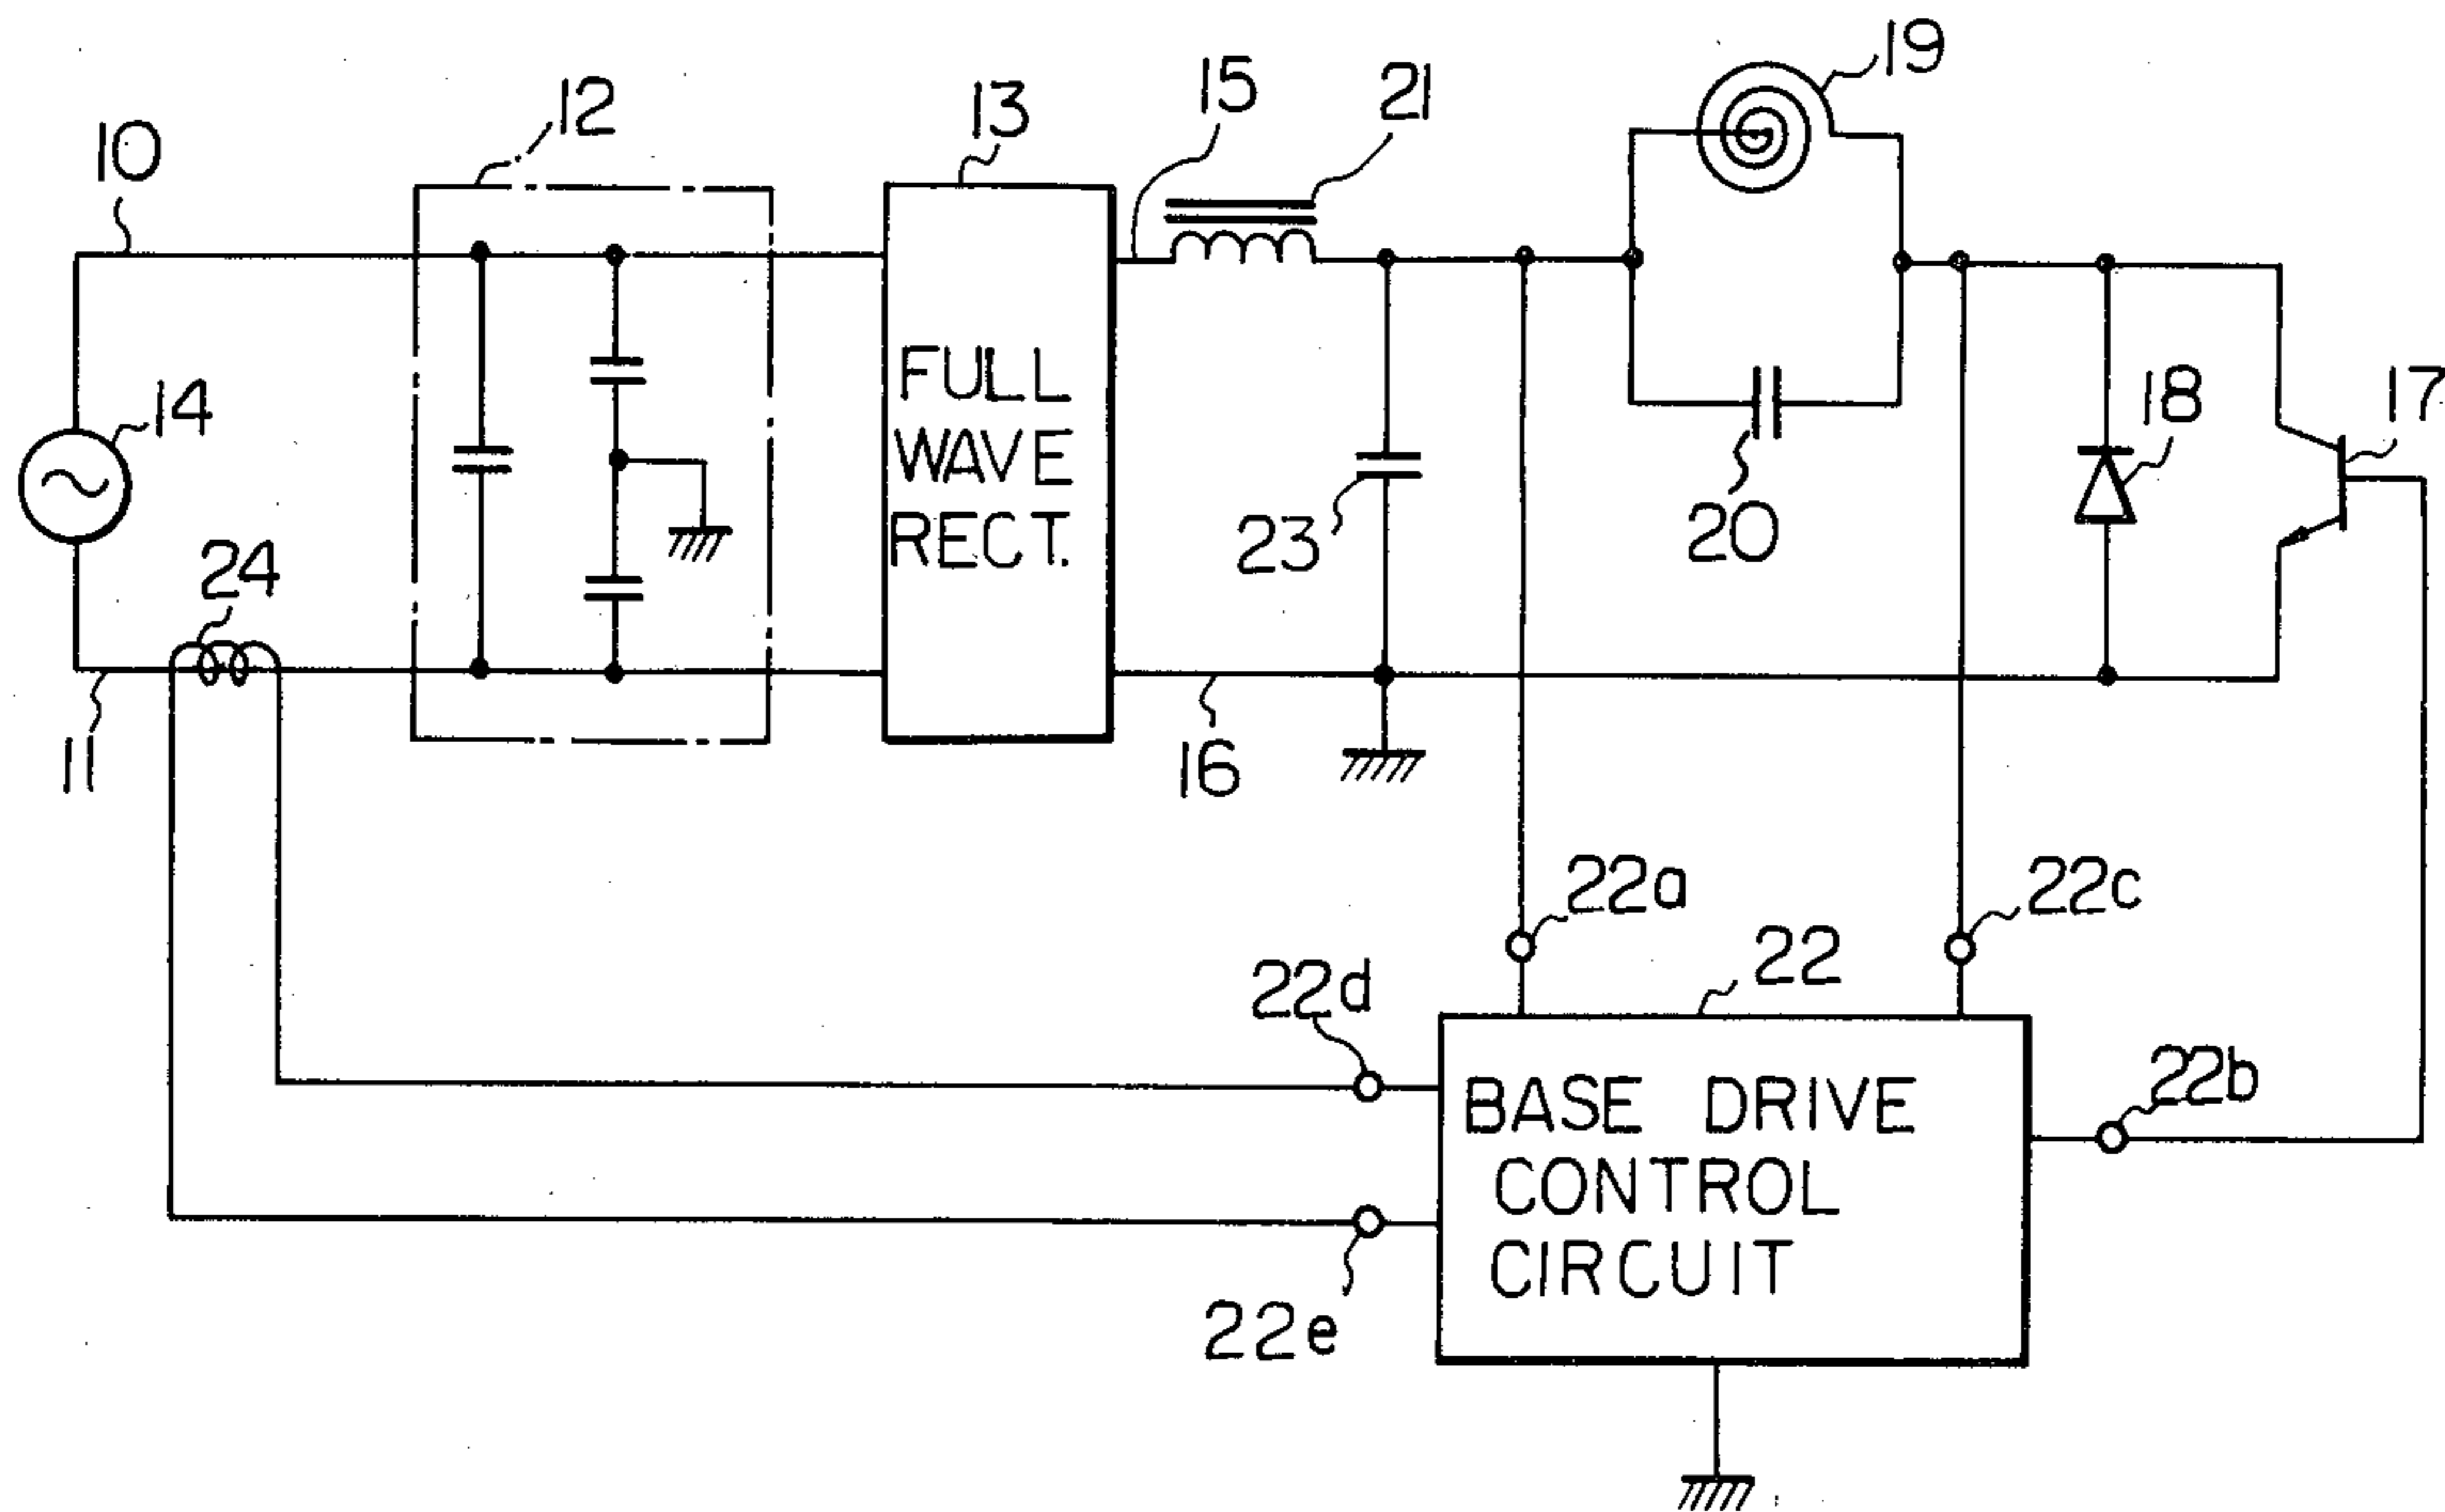 10
12
13
15
21
19
14
24
11
FULL
WAVE
RECT.
16
23
20
18
17
22a
22c
22
22d
22b
22e
BASE DRIVE
CONTROL
CIRCUIT